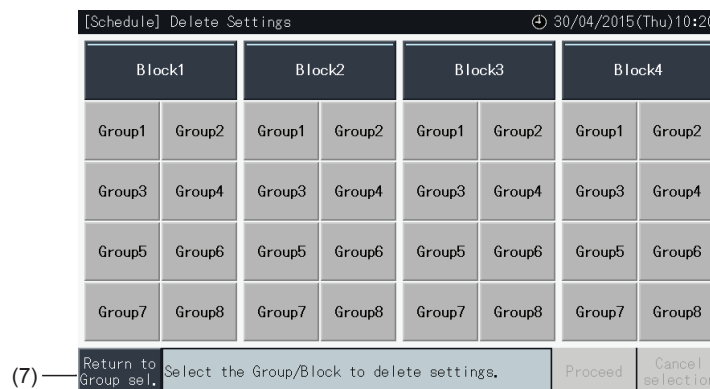 [Schedule] Delete Settings 30/04/2015(Thu)10:20
Block1 Block2 Block3 Block4
Group1 Group2 Group1 Group2 Group1 Group2 Group1 Group2
Group3 Group4 Group3 Group4 Group3 Group4 Group3 Group4
Group5 Group6 Group5 Group6 Group5 Group6 Group5 Group6
Group7 Group8 Group7 Group8 Group7 Group8 Group7 Group8
(7) Return to Group sel. Select the Group/Block to delete settings. Proceed Cancel selection